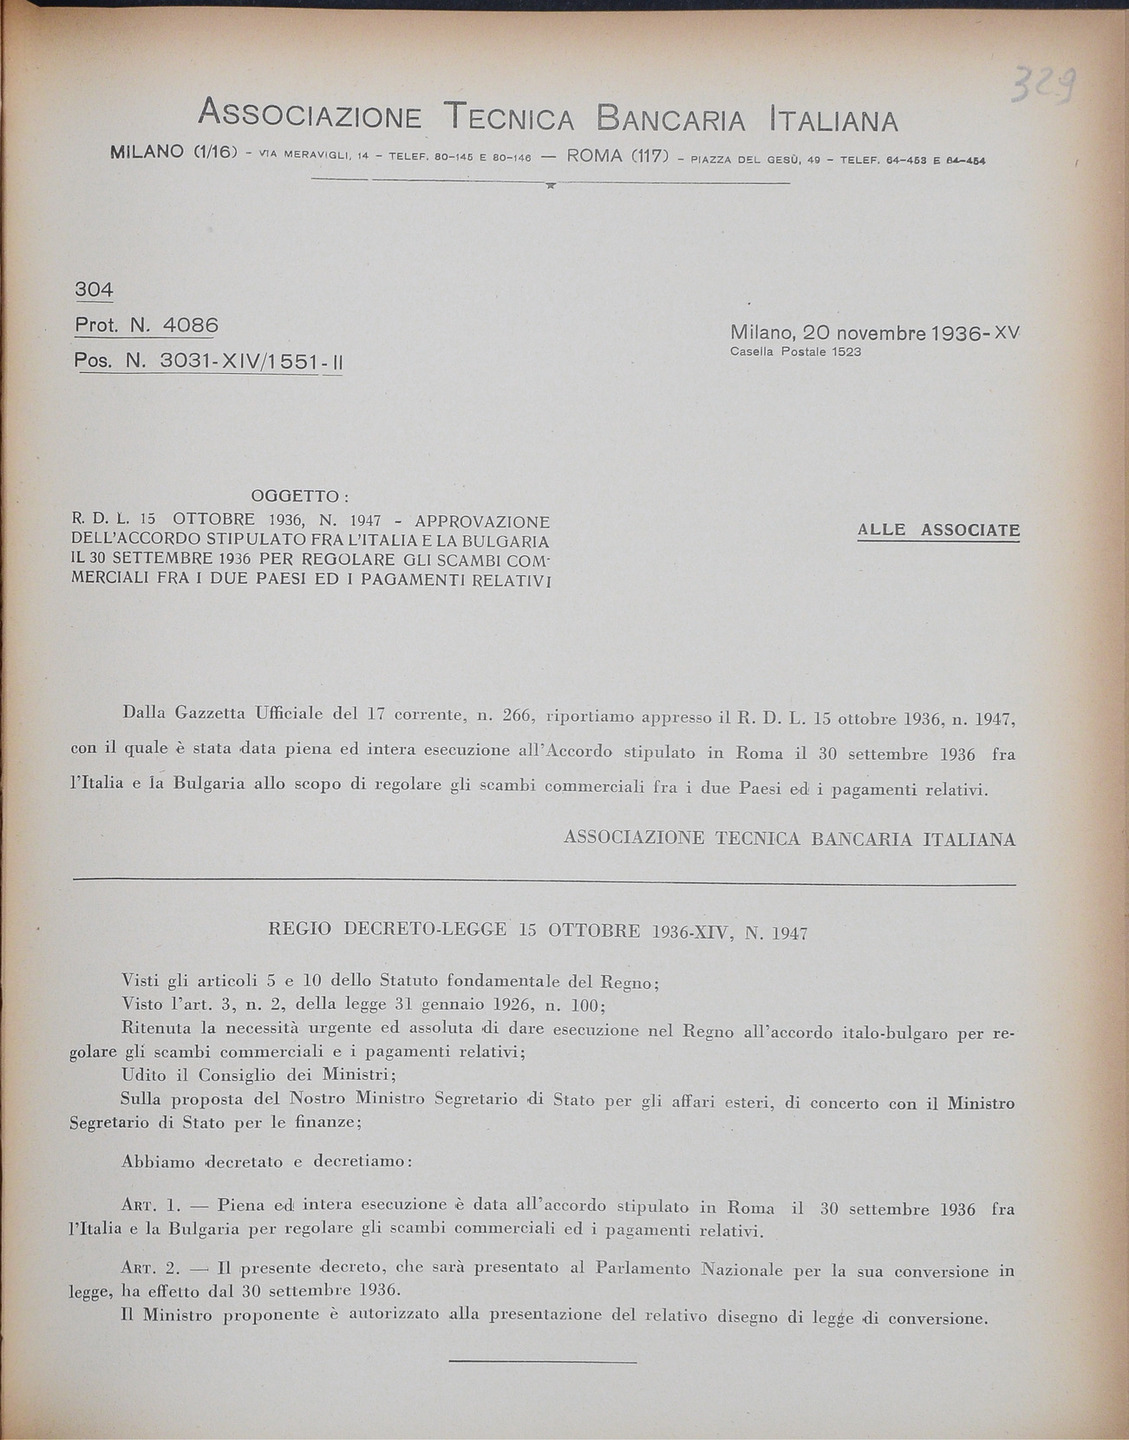 329
ASSOCIAZIONE TECNICA BANCARIA ITALIANA
MILANO (1/16) - VIA MERAVIGLI, 14 - TELEF. 80-145 E 80-146 — ROMA (117) - PIAZZA DEL GESÙ, 49 - TELEF. 64-453 E 64-454
304
Prot. N. 4086
Pos. N. 3031-XIV/1551-II
Milano, 20 novembre 1936-XV
Casella Postale 1523
OGGETTO :
R. D. L. 15 OTTOBRE 1936, N. 1947 - APPROVAZIONE
DELL'ACCORDO STIPULATO FRA L'ITALIA E LA BULGARIA
IL 30 SETTEMBRE 1936 PER REGOLARE GLI SCAMBI COM-
MERCIALI FRA I DUE PAESI ED I PAGAMENTI RELATIVI
ALLE ASSOCIATE
Dalla Gazzetta Ufficiale del 17 corrente, n. 266, riportiamo appresso il R. D. L. 15 ottobre 1936, n. 1947,
con il quale è stata data piena ed intera esecuzione all'Accordo stipulato in Roma il 30 settembre 1936 fra
l'Italia e la Bulgaria allo scopo di regolare gli scambi commerciali fra i due Paesi ed i pagamenti relativi.
ASSOCIAZIONE TECNICA BANCARIA ITALIANA
REGIO DECRETO-LEGGE 15 OTTOBRE 1936-XIV, N. 1947
Visti gli articoli 5 e 10 dello Statuto fondamentale del Regno;
Visto l'art. 3, n. 2, della legge 31 gennaio 1926, n. 100;
Ritenuta la necessità urgente ed assoluta di dare esecuzione nel Regno all'accordo italo-bulgaro per re-
golare gli scambi commerciali e i pagamenti relativi;
Udito il Consiglio dei Ministri;
Sulla proposta del Nostro Ministro Segretario di Stato per gli affari esteri, di concerto con il Ministro
Segretario di Stato per le finanze;
Abbiamo decretato e decretiamo:
ART. 1. — Piena ed intera esecuzione è data all'accordo stipulato in Roma il 30 settembre 1936 fra
l'Italia e la Bulgaria per regolare gli scambi commerciali ed i pagamenti relativi.
ART. 2. — Il presente decreto, che sarà presentato al Parlamento Nazionale per la sua conversione in
legge, ha effetto dal 30 settembre 1936.
Il Ministro proponente è autorizzato alla presentazione del relativo disegno di legge di conversione.